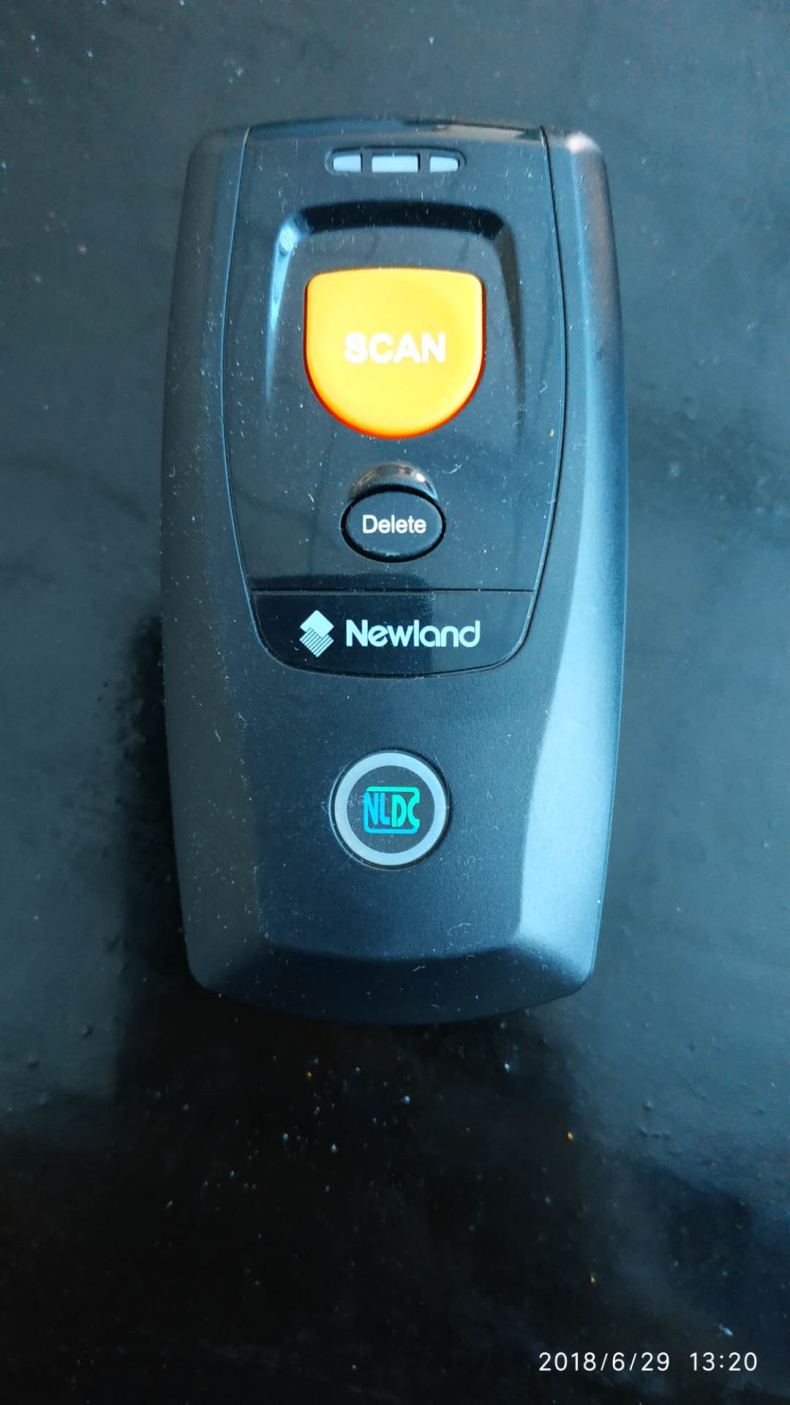 SCAN
Delete
Newland
NLDC
2018/6/29 13:20